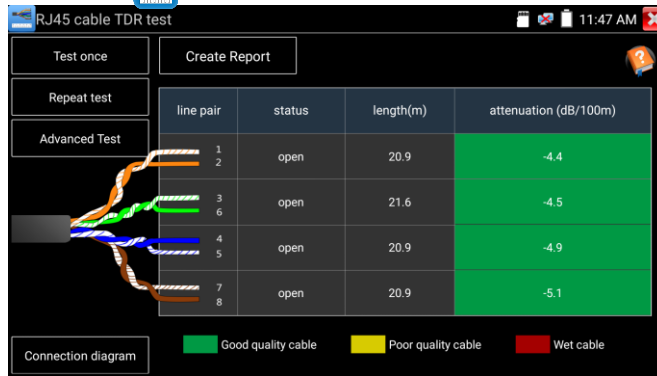 RJ45 cable TDR test
11:47 AM
Test once
Create Report
Repeat test
Advanced Test
line pair status length(m) attenuation (dB/100m)
1
2
open 20.9 -4.4
3
6
open 21.6 -4.5
4
5
open 20.9 -4.9
7
8
open 20.9 -5.1
Connection diagram
Good quality cable Poor quality cable Wet cable